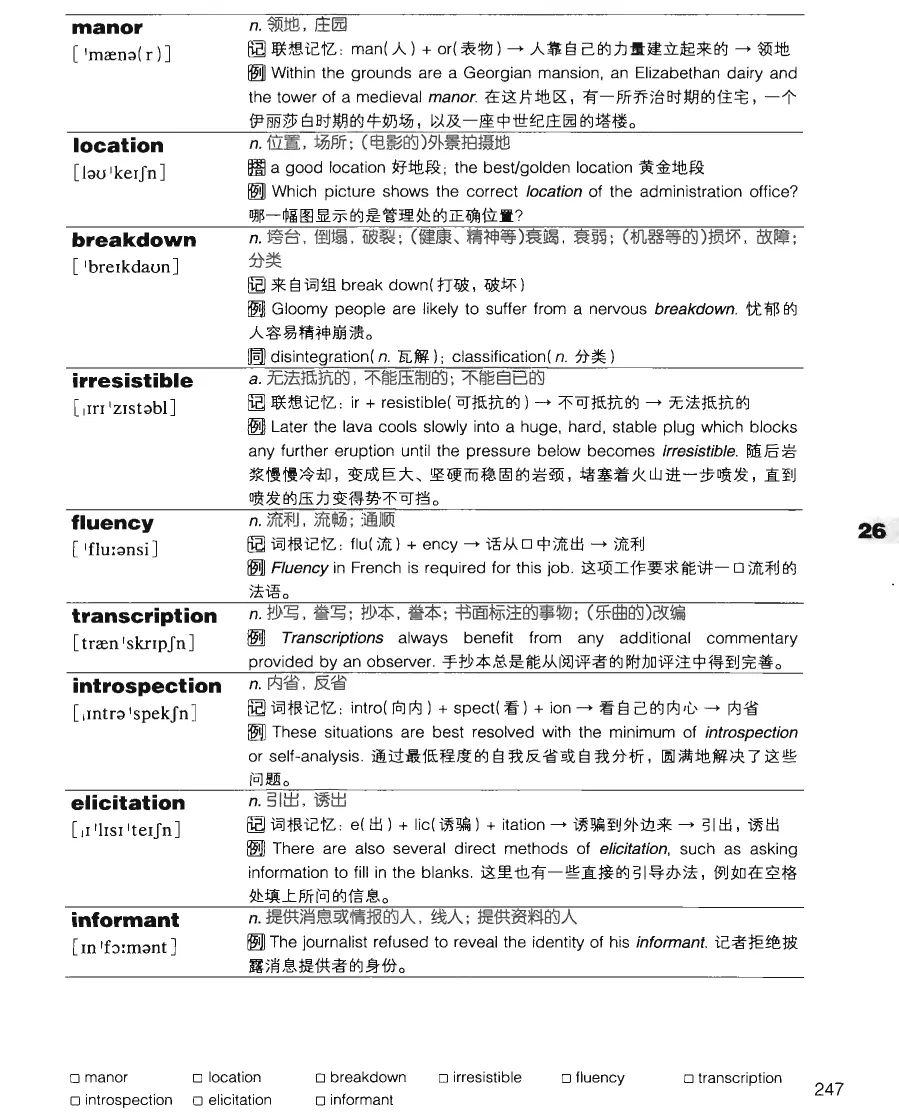 manor
n. 领地，庄园
[ˈmænə(r)]
记 联想记忆：man(人) + or(表物) → 人靠自己的力量建立起来的 → 领地
例 Within the grounds are a Georgian mansion, an Elizabethan dairy and
the tower of a medieval manor. 在这片地区，有一所乔治时期的住宅，一个
伊丽莎白时期的牛奶场，以及一座中世纪庄园的塔楼。
location
n. 位置，场所；(电影的)外景拍摄地
[ləʊˈkeɪʃn]
搭 a good location 好地段；the best/golden location 黄金地段
例 Which picture shows the correct location of the administration office?
哪一幅图显示的是管理处的正确位置?
breakdown
n. 垮台，倒塌，破裂；(健康、精神等)衰竭，衰弱；(机器等的)损坏，故障；
[ˈbreɪkdaʊn]
分类
记 来自词组 break down(打破，破坏)
例 Gloomy people are likely to suffer from a nervous breakdown. 忧郁的
人容易精神崩溃。
同 disintegration(n. 瓦解)；classification(n. 分类)
irresistible
a. 无法抵抗的，不能压制的；不能自已的
[ˌɪrɪˈzɪstəbl]
记 联想记忆：ir + resistible(可抵抗的) → 不可抵抗的 → 无法抵抗的
例 Later the lava cools slowly into a huge, hard, stable plug which blocks
any further eruption until the pressure below becomes irresistible. 随后岩
浆慢慢冷却，变成巨大、坚硬而稳固的岩颈，堵塞着火山进一步喷发，直到
喷发的压力变得势不可挡。
fluency
n. 流利，流畅；通顺
[ˈfluːənsi]
记 词根记忆：flu(流) + ency → 话从口中流出 → 流利
26
例 Fluency in French is required for this job. 这项工作要求能讲一口流利的
法语。
transcription
n. 抄写，誊写；抄本，誊本；书面标注的事物；(乐曲的)改编
[trænˈskrɪpʃn]
例 Transcriptions always benefit from any additional commentary
provided by an observer. 手抄本总是能从阅评者的附加评注中得到完善。
introspection
n. 内省，反省
[ˌɪntrəˈspekʃn]
记 词根记忆：intro(向内) + spect(看) + ion → 看自己的内心 → 内省
例 These situations are best resolved with the minimum of introspection
or self-analysis. 通过最低程度的自我反省或自我分析，圆满地解决了这些
问题。
elicitation
n. 引出，诱出
[ˌɪˈlɪsɪˈteɪʃn]
记 词根记忆：e(出) + lic(诱骗) + itation → 诱骗到外边来 → 引出，诱出
例 There are also several direct methods of elicitation, such as asking
information to fill in the blanks. 这里也有一些直接的引导办法，例如在空格
处填上所问的信息。
informant
n. 提供消息或情报的人，线人；提供资料的人
[ɪnˈfɔːmənt]
例 The journalist refused to reveal the identity of his informant. 记者拒绝披
露消息提供者的身份。
□ manor □ location □ breakdown □ irresistible □ fluency □ transcription
□ introspection □ elicitation □ informant
247